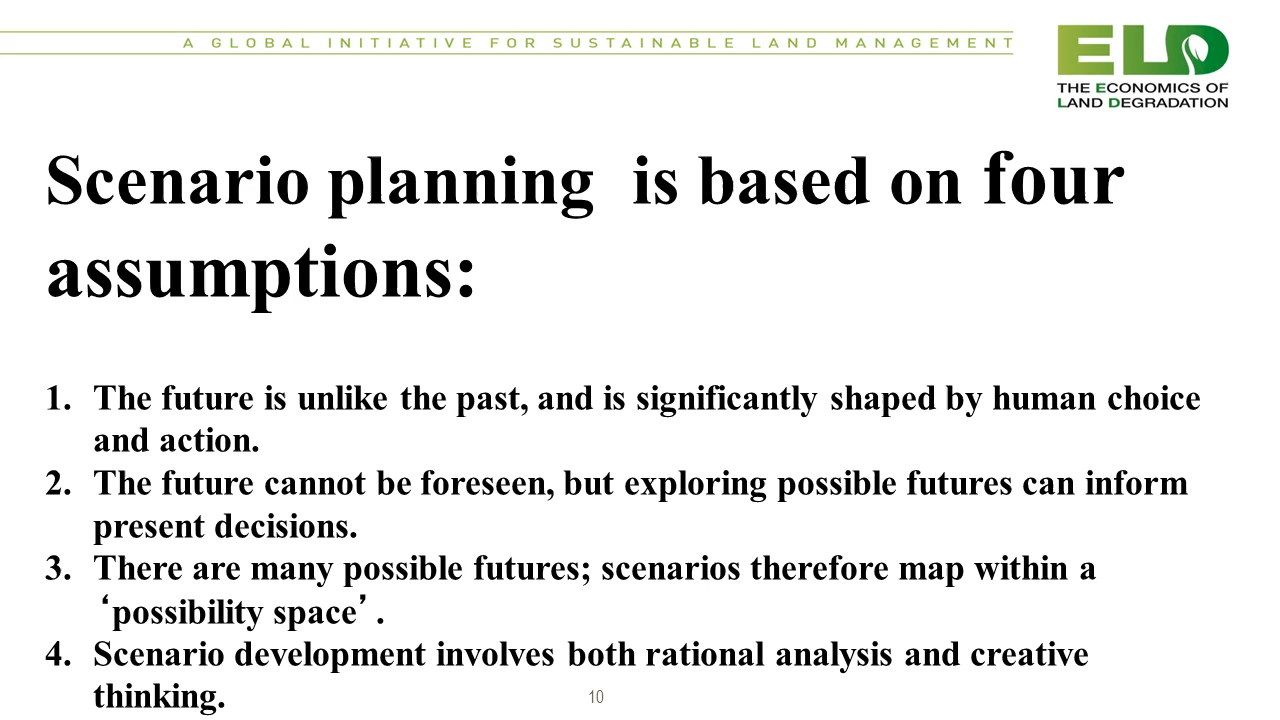 A GLOBAL INITIATIVE FOR SUSTAINABLE LAND MANAGEMENT
ELD
THE ECONOMICS OF
LAND DEGRADATION
Scenario planning  is based on four
assumptions:
1. The future is unlike the past, and is significantly shaped by human choice
and action.
2. The future cannot be foreseen, but exploring possible futures can inform
present decisions.
3. There are many possible futures; scenarios therefore map within a
‘possibility space’.
4. Scenario development involves both rational analysis and creative
thinking.
10